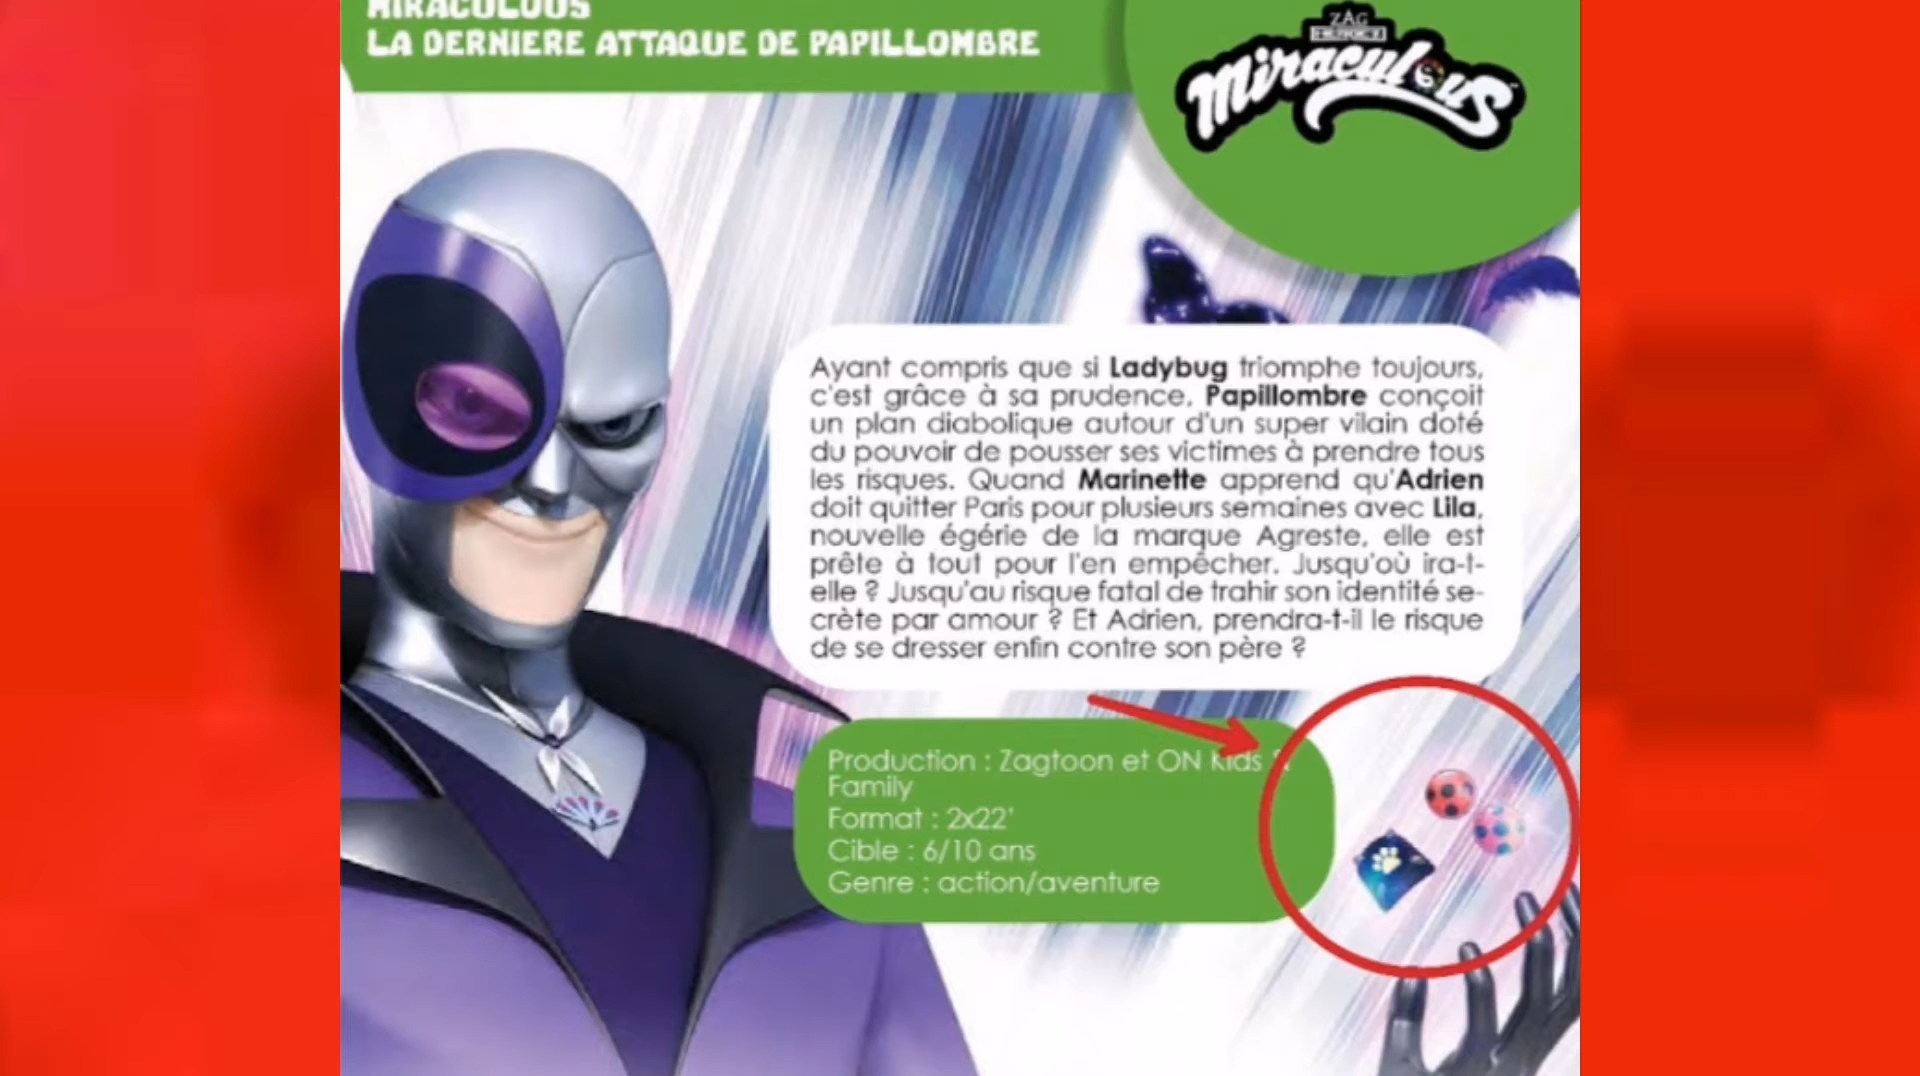 MIRACULOUS
LA DERNIERE ATTAQUE DE PAPILLOMBRE
ZAG
HEROEZ
Miraculous
Ayant compris que si Ladybug triomphe toujours,
c'est grâce à sa prudence, Papillombre conçoit
un plan diabolique autour d'un super vilain doté
du pouvoir de pousser ses victimes à prendre tous
les risques. Quand Marinette apprend qu'Adrien
doit quitter Paris pour plusieurs semaines avec Lila,
nouvelle égérie de la marque Agreste, elle est
prête à tout pour l'en empêcher. Jusqu'où ira-t-
elle ? Jusqu'au risque fatal de trahir son identité se-
crète par amour ? Et Adrien, prendra-t-il le risque
de se dresser enfin contre son père ?
Production : Zagtoon et ON Kids &
Family
Format : 2x22'
Cible : 6/10 ans
Genre : action/aventure